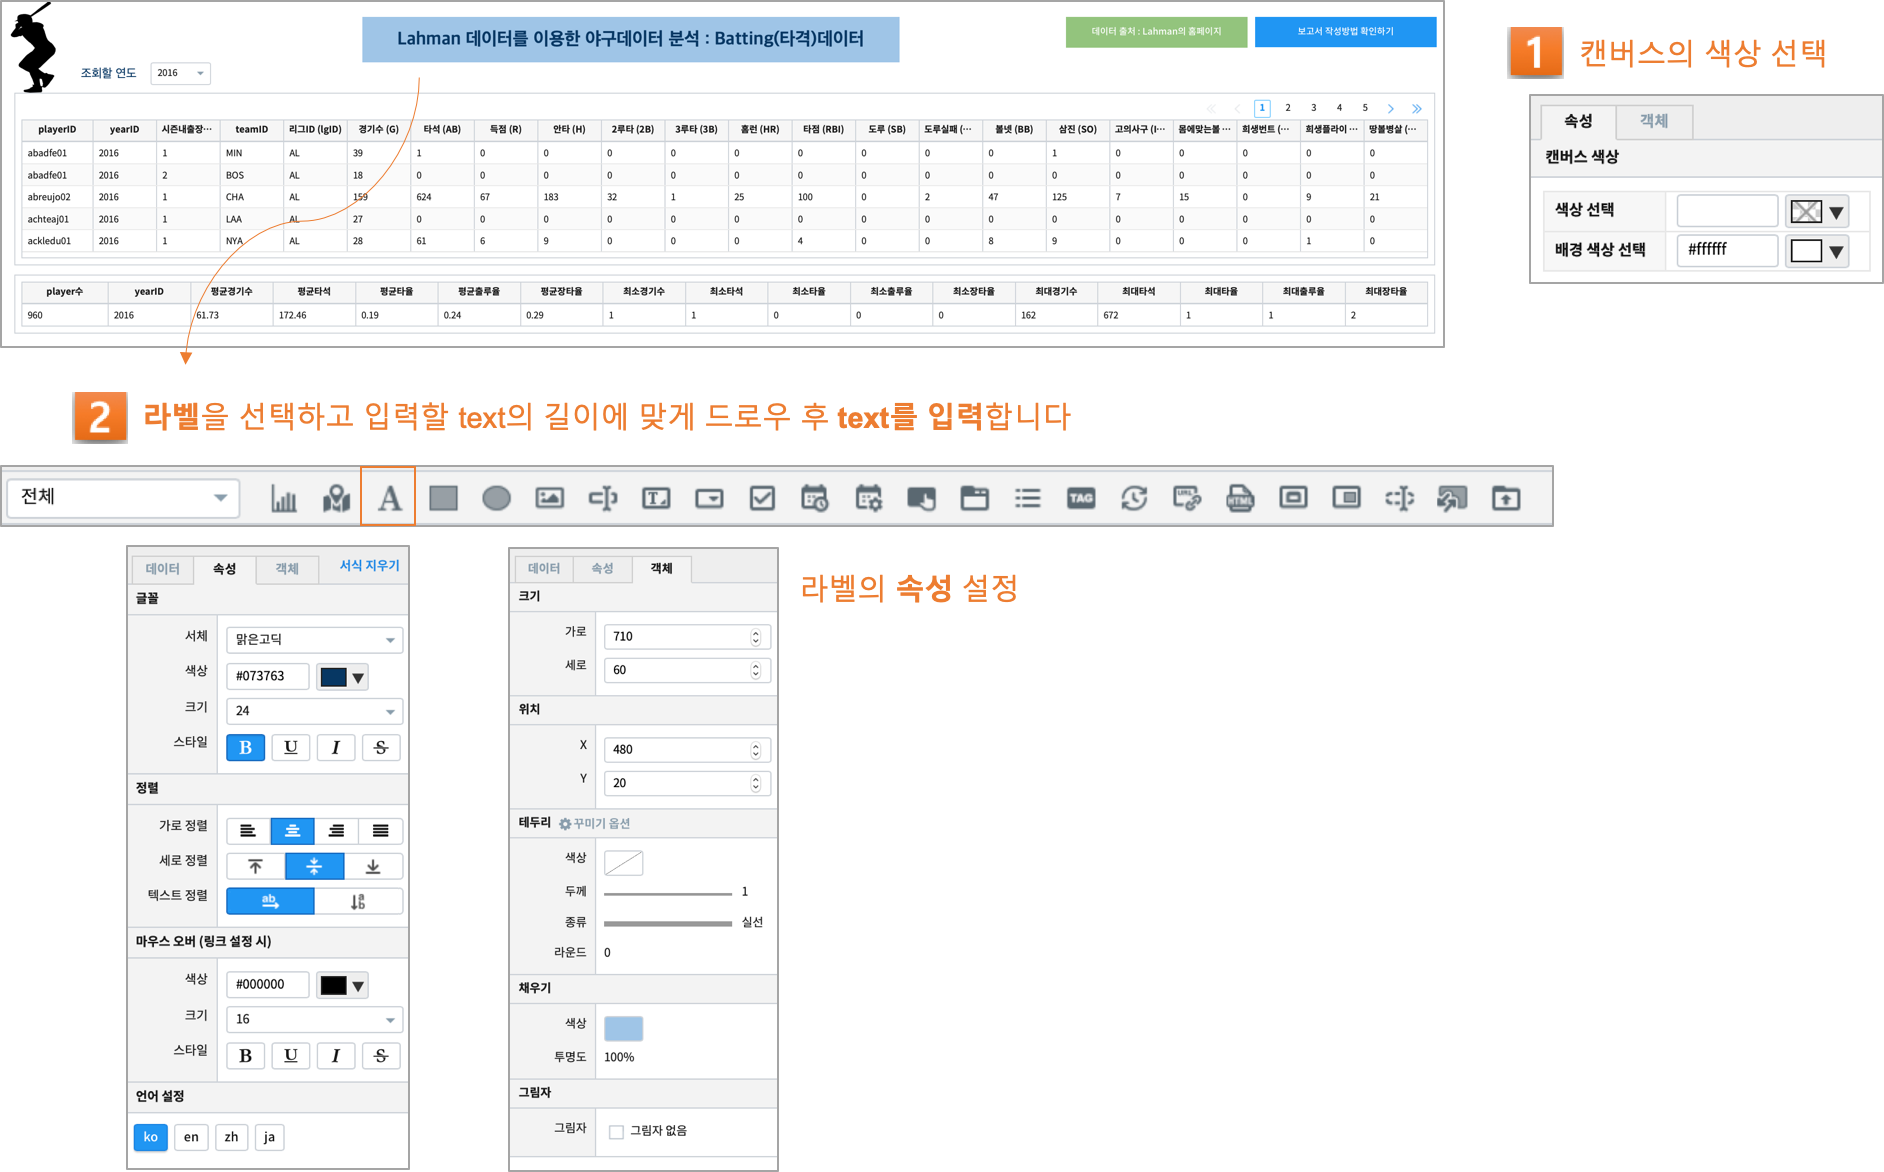 Lahman 데이터를 이용한 야구데이터 분석 : Batting(타격)데이터
데이터 출처 : Lahman의 홈페이지
보고서 작성방법 확인하기
조회할 연도 2016
1 2 3 4 5
playerID yearID 시즌내출장⋯ teamID 리그ID (lgID) 경기수 (G) 타석 (AB) 득점 (R) 안타 (H) 2루타 (2B) 3루타 (3B) 홈런 (HR) 타점 (RBI) 도루 (SB) 도루실패 (⋯ 볼넷 (BB) 삼진 (SO) 고의사구 (I⋯ 몸에맞는볼 ⋯ 희생번트 (⋯ 희생플라이 ⋯ 땅볼병살 (⋯
abadfe01 2016 1 MIN AL 39 1 0 0 0 0 0 0 0 0 0 1 0 0 0 0 0
abadfe01 2016 2 BOS AL 18 0 0 0 0 0 0 0 0 0 0 0 0 0 0 0 0
abreujo02 2016 1 CHA AL 159 624 67 183 32 1 25 100 0 2 47 125 7 15 0 9 21
achteaj01 2016 1 LAA AL 27 0 0 0 0 0 0 0 0 0 0 0 0 0 0 0 0
ackledu01 2016 1 NYA AL 28 61 6 9 0 0 0 4 0 0 8 9 0 0 0 1 0
player수 yearID 평균경기수 평균타석 평균타율 평균출루율 평균장타율 최소경기수 최소타석 최소타율 최소출루율 최소장타율 최대경기수 최대타석 최대타율 최대출루율 최대장타율
960 2016 61.73 172.46 0.19 0.24 0.29 1 1 0 0 0 162 672 1 1 2
1 캔버스의 색상 선택
속성 객체
캔버스 색상
색상 선택
배경 색상 선택 #ffffff
2 라벨을 선택하고 입력할 text의 길이에 맞게 드로우 후 text를 입력합니다
전체 A T TAG URL HTML
데이터 속성 객체 서식 지우기
글꼴
서체 맑은고딕
색상 #073763
크기 24
스타일 B U I S
정렬
가로 정렬
세로 정렬
텍스트 정렬 ab ab
마우스 오버 (링크 설정 시)
색상 #000000
크기 16
스타일 B U I S
언어 설정
ko en zh ja
데이터 속성 객체
크기
가로 710
세로 60
위치
X 480
Y 20
테두리 꾸미기 옵션
색상
두께 1
종류 실선
라운드 0
채우기
색상
투명도 100%
그림자
그림자 그림자 없음
라벨의 속성 설정